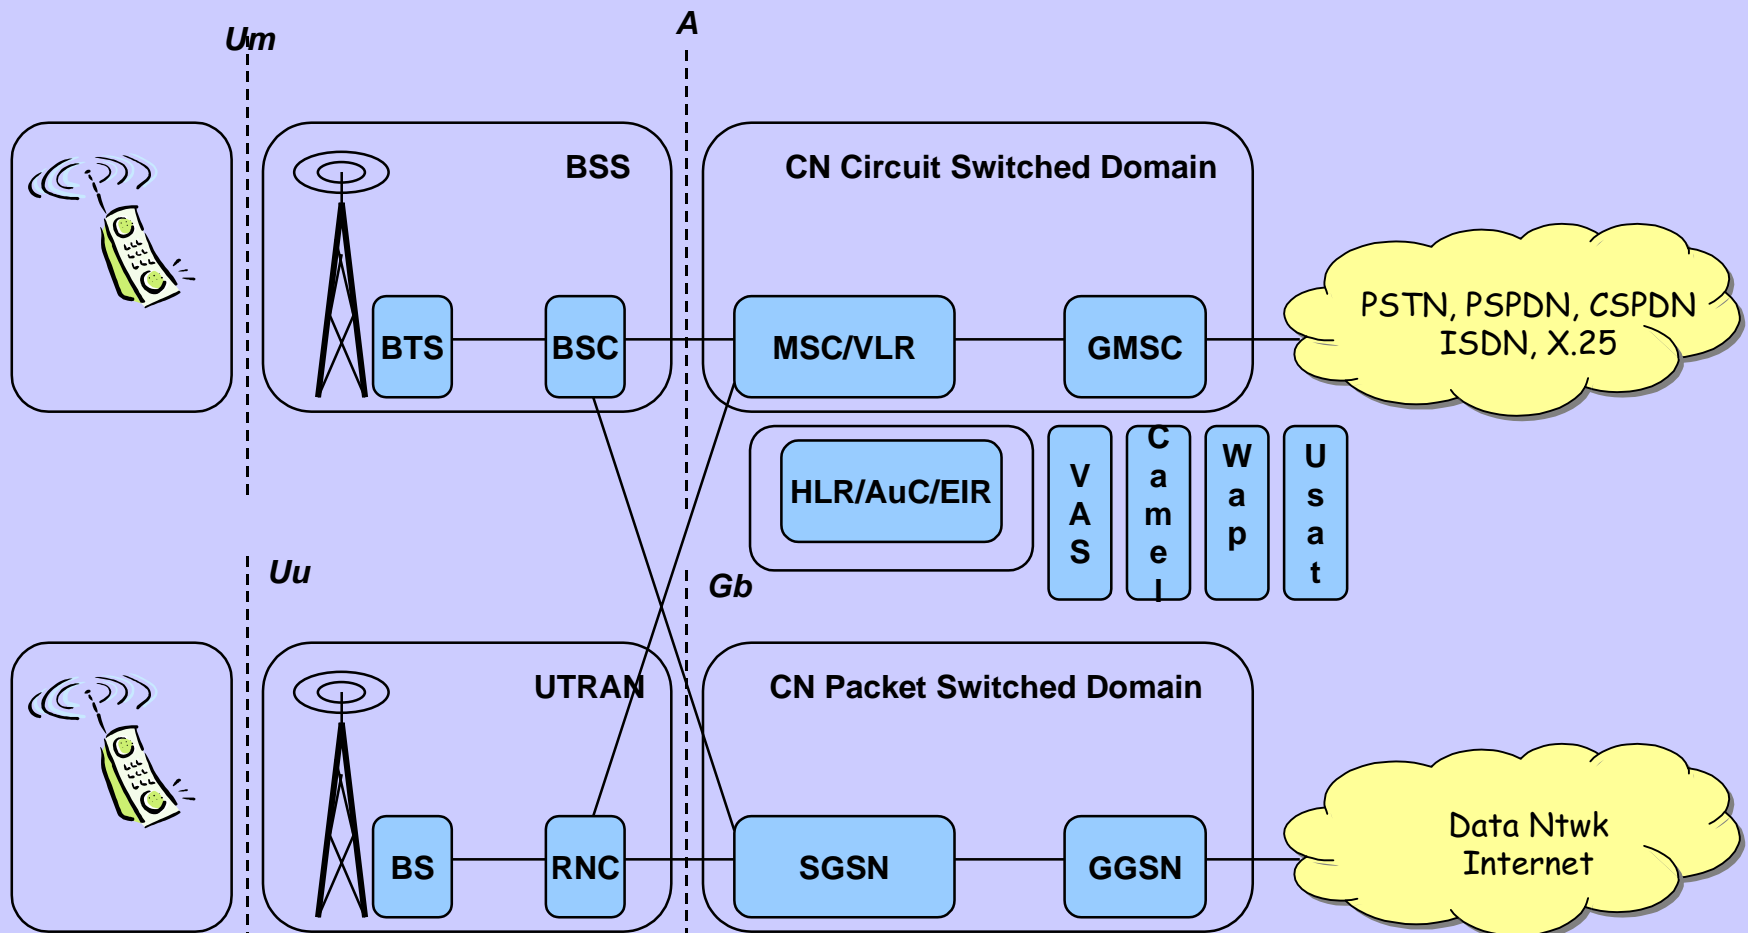 Um
A
BSS
CN Circuit Switched Domain
BTS
BSC
MSC/VLR
GMSC
PSTN, PSPDN, CSPDN
ISDN, X.25
HLR/AuC/EIR
VAS
Camel
Wap
Usat
Uu
Gb
UTRAN
CN Packet Switched Domain
BS
RNC
SGSN
GGSN
Data Ntwk
Internet